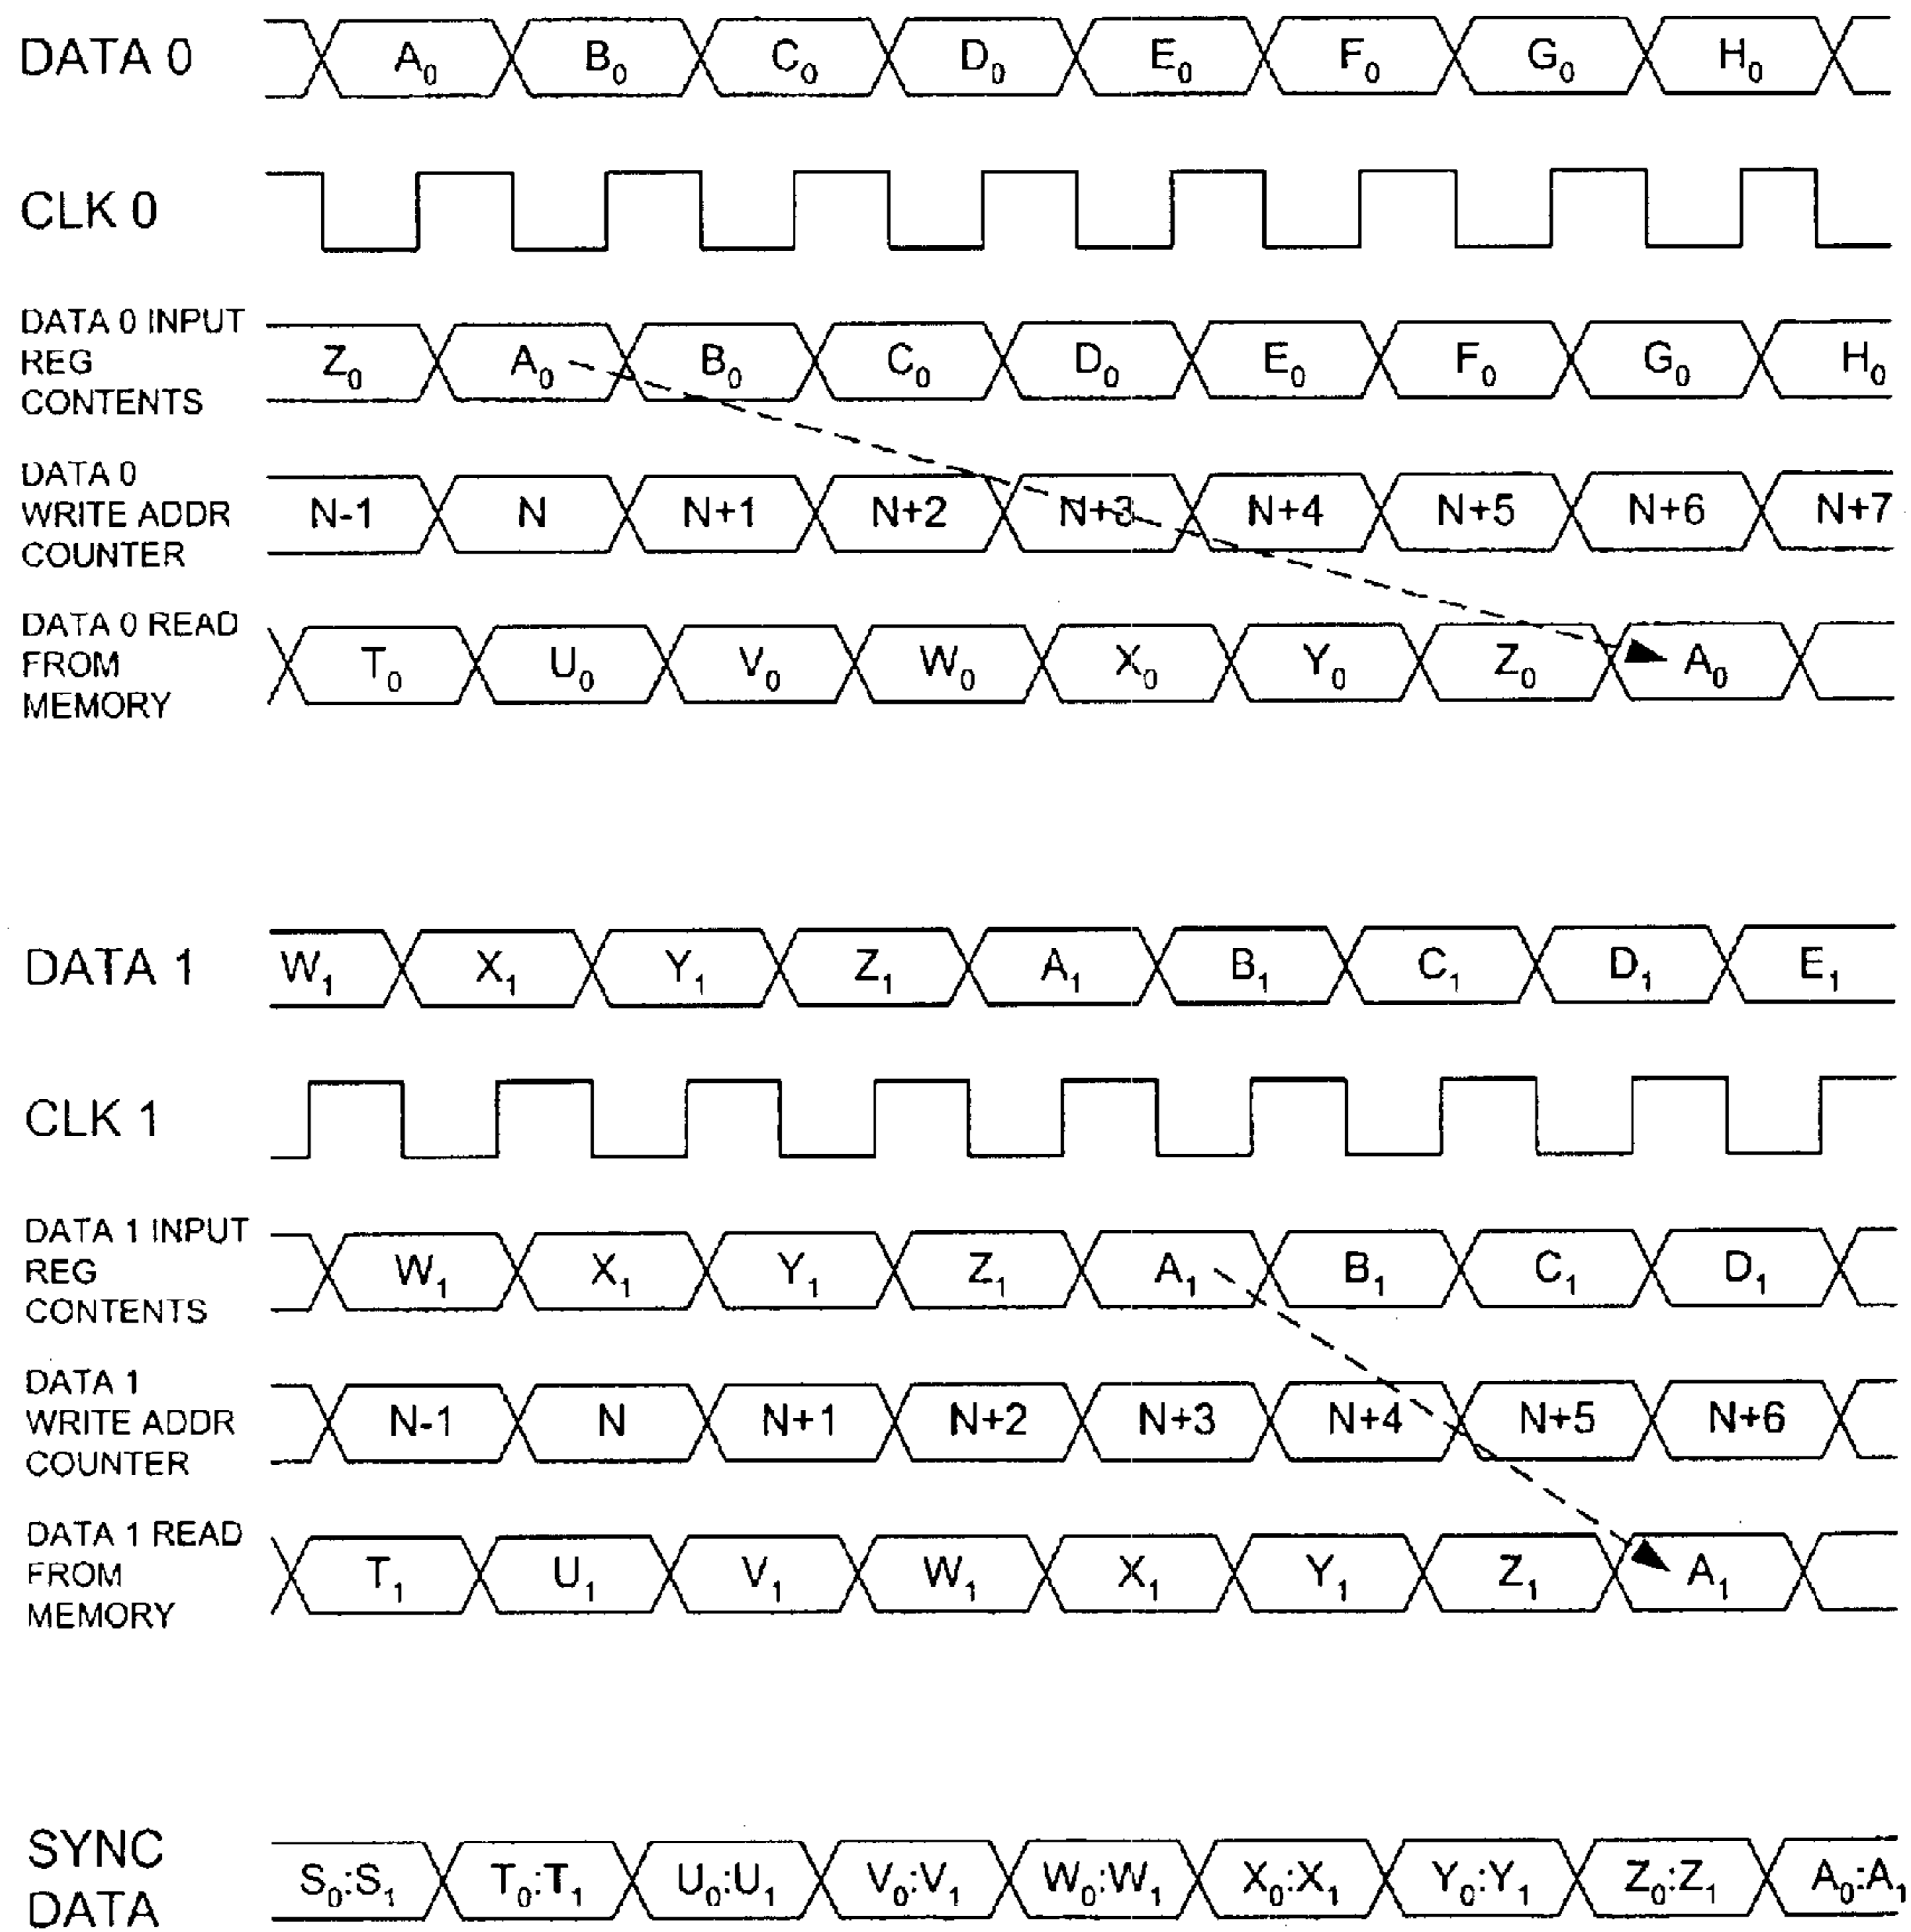 DATA 0 A₀ B₀ C₀ D₀ E₀ F₀ G₀ H₀
CLK 0
DATA 0 INPUT
REG Z₀ A₀ B₀ C₀ D₀ E₀ F₀ G₀ H₀
CONTENTS
DATA 0
WRITE ADDR N-1 N N+1 N+2 N+3 N+4 N+5 N+6 N+7
COUNTER
DATA 0 READ
FROM T₀ U₀ V₀ W₀ X₀ Y₀ Z₀ A₀
MEMORY
DATA 1 W₁ X₁ Y₁ Z₁ A₁ B₁ C₁ D₁ E₁
CLK 1
DATA 1 INPUT
REG W₁ X₁ Y₁ Z₁ A₁ B₁ C₁ D₁
CONTENTS
DATA 1
WRITE ADDR N-1 N N+1 N+2 N+3 N+4 N+5 N+6
COUNTER
DATA 1 READ
FROM T₁ U₁ V₁ W₁ X₁ Y₁ Z₁ A₁
MEMORY
SYNC
DATA S₀:S₁ T₀:T₁ U₀:U₁ V₀:V₁ W₀:W₁ X₀:X₁ Y₀:Y₁ Z₀:Z₁ A₀:A₁